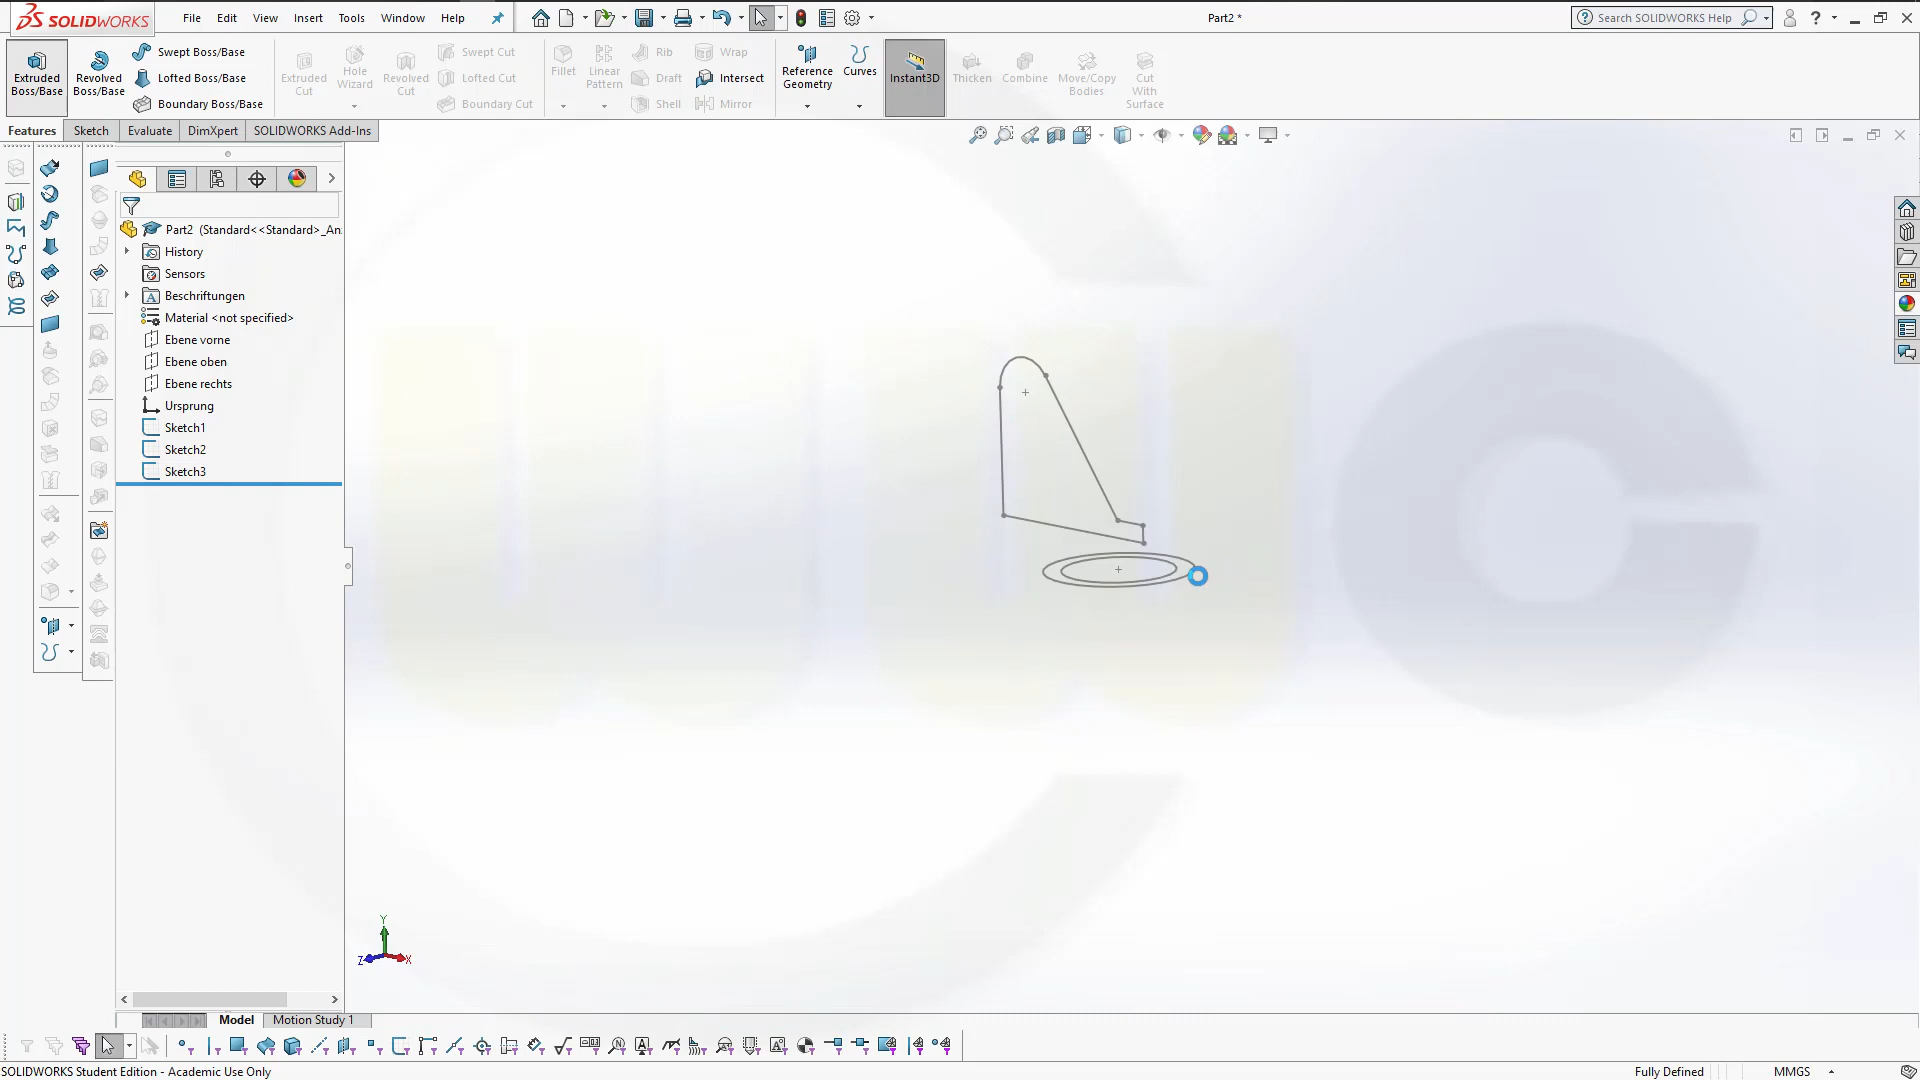 SOLIDWORKS
File Edit View Insert Tools Window Help
Part2 *
Search SOLIDWORKS Help
Extruded Boss/Base
Revolved Boss/Base
Swept Boss/Base
Lofted Boss/Base
Boundary Boss/Base
Extruded Cut
Hole Wizard
Revolved Cut
Swept Cut
Lofted Cut
Boundary Cut
Fillet
Linear Pattern
Rib
Draft
Shell
Wrap
Intersect
Mirror
Reference Geometry
Curves
Instant3D
Thicken
Combine
Move/Copy Bodies
Cut With Surface
Features Sketch Evaluate DimXpert SOLIDWORKS Add-Ins
Part2 (Standard<<Standard>_An
History
Sensors
Beschriftungen
Material <not specified>
Ebene vorne
Ebene oben
Ebene rechts
Ursprung
Sketch1
Sketch2
Sketch3
Y
Z X
Model Motion Study 1
SOLIDWORKS Student Edition - Academic Use Only
Fully Defined
MMGS